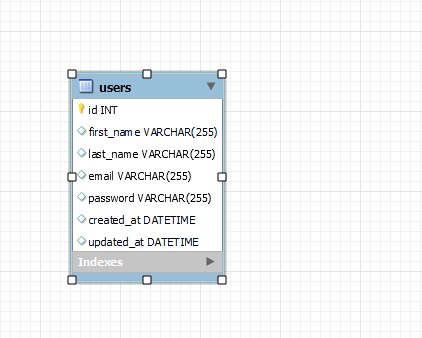 users
id INT
first_name VARCHAR(255)
last_name VARCHAR(255)
email VARCHAR(255)
password VARCHAR(255)
created_at DATETIME
updated_at DATETIME
Indexes